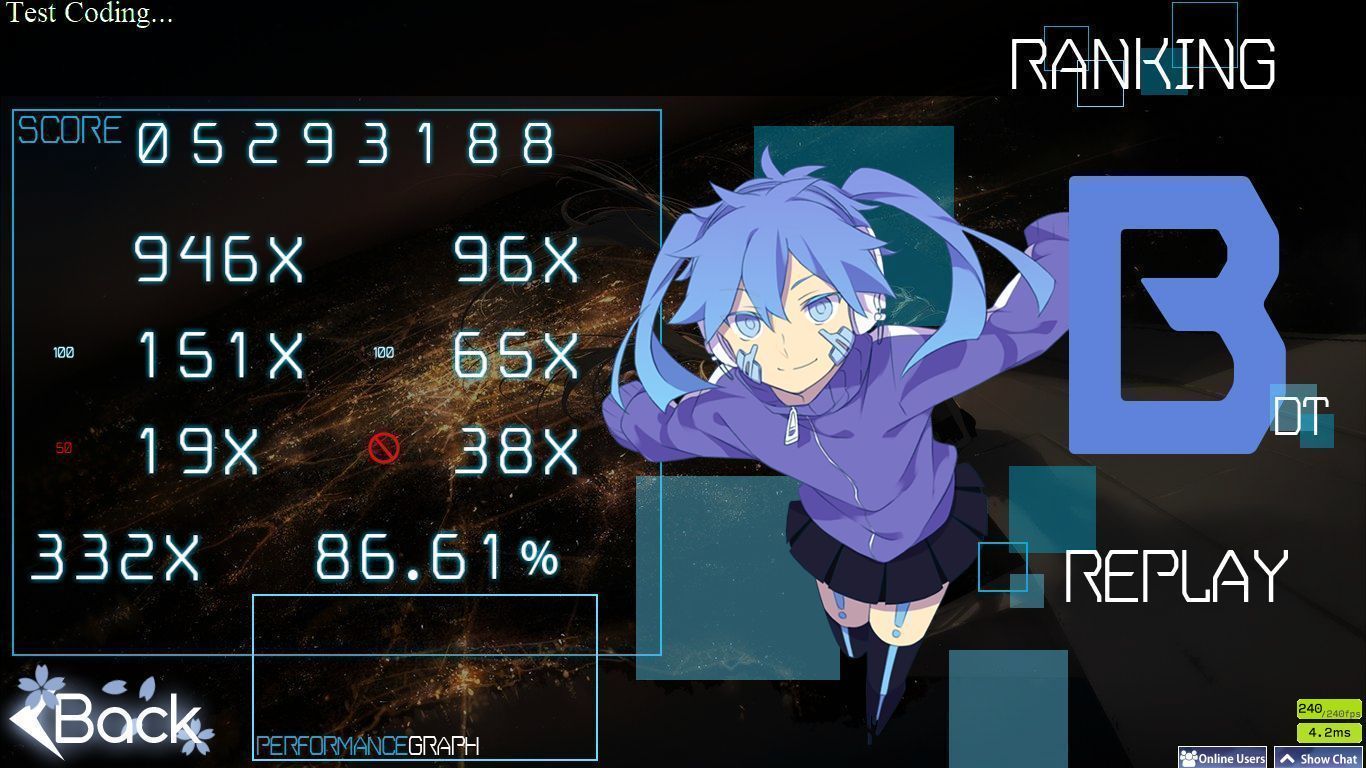 Test Coding...
RANKING
SCORE 05293188
946X 96X
100 151X 100 65X
50 19X 38X
332X 86.61%
B
DT
REPLAY
Back
PERFORMANCEGRAPH
240/240fps
4.2ms
Online Users Show Chat